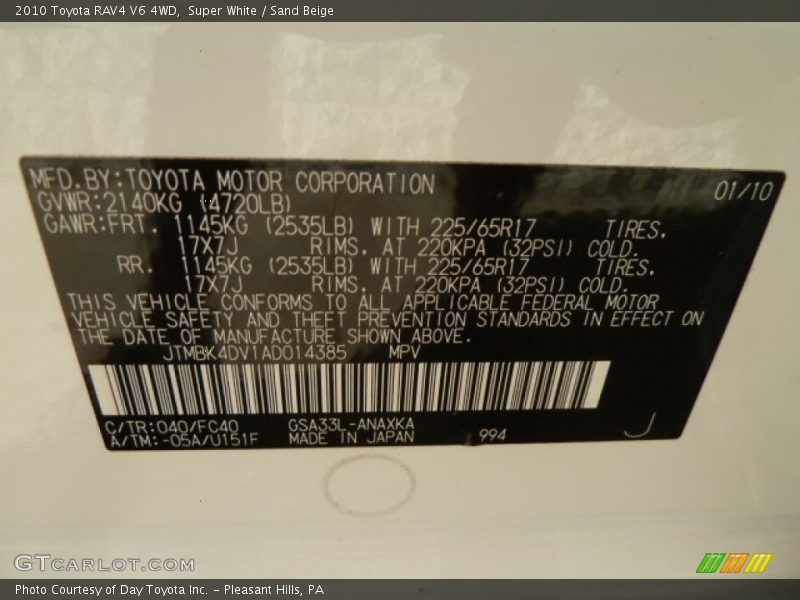 2010 Toyota RAV4 V6 4WD, Super White / Sand Beige
MFD.BY:TOYOTA MOTOR CORPORATION 01/10
GVWR:2140KG (4720LB)
GAWR:FRT. 1145KG (2535LB) WITH 225/65R17 TIRES,
17X7J RIMS. AT 220KPA (32PSI) COLD.
RR. 1145KG (2535LB) WITH 225/65R17 TIRES.
17X7J RIMS. AT 220KPA (32PSI) COLD.
THIS VEHICLE CONFORMS TO ALL APPLICABLE FEDERAL MOTOR
VEHICLE SAFETY AND THEFT PREVENTION STANDARDS IN EFFECT ON
THE DATE OF MANUFACTURE SHOWN ABOVE.
JTMBK4DV1AD014385 MPV
C/TR:040/FC40 GSA33L-ANAXKA
A/TM:-05A/U151F MADE IN JAPAN 994 J
GTCARLOT.COM
Photo Courtesy of Day Toyota Inc. - Pleasant Hills, PA